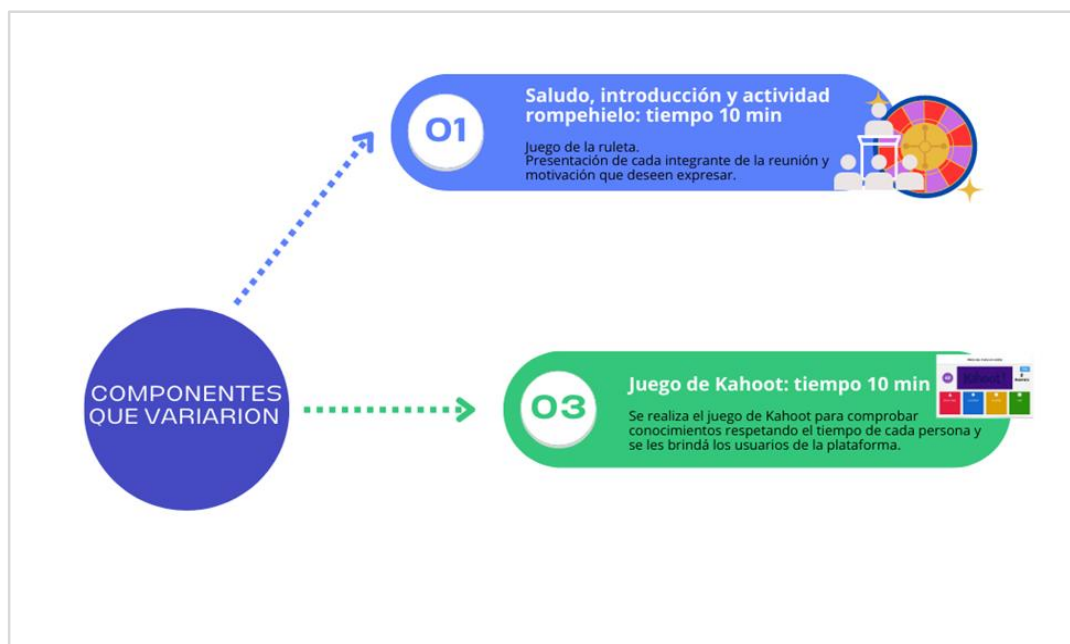 01
Saludo, introducción y actividad
rompehielo: tiempo 10 min
Juego de la ruleta.
Presentación de cada integrante de la reunión y
motivación que deseen expresar.
COMPONENTES
QUE VARIARION
03
Juego de Kahoot: tiempo 10 min
Se realiza el juego de Kahoot para comprobar
conocimientos respetando el tiempo de cada persona y
se les brindá los usuarios de la plataforma.
Kahoot!